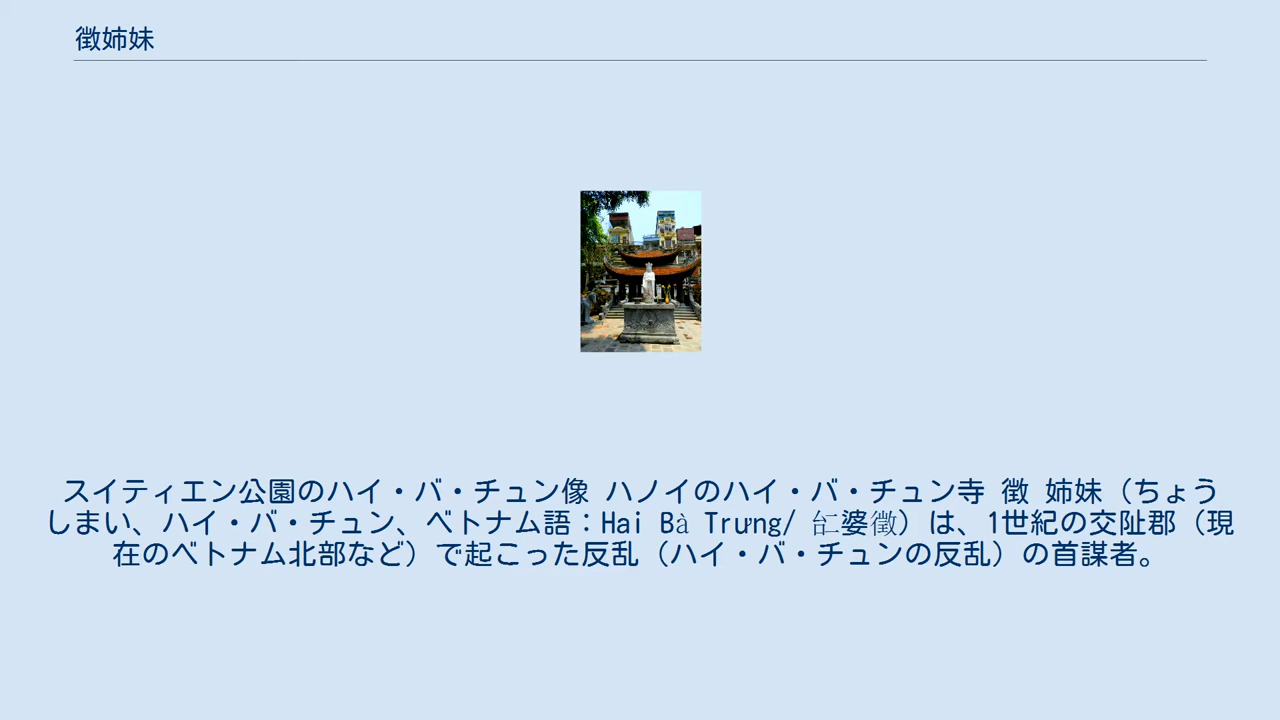 徴姉妹
スイティエン公園のハイ・バ・チュン像 ハノイのハイ・バ・チュン寺 徴 姉妹（ちょう
しまい、ハイ・バ・チュン、ベトナム語：Hai Bà Trưng/ 𠄩婆徵）は、1世紀の交阯郡（現
在のベトナム北部など）で起こった反乱（ハイ・バ・チュンの反乱）の首謀者。